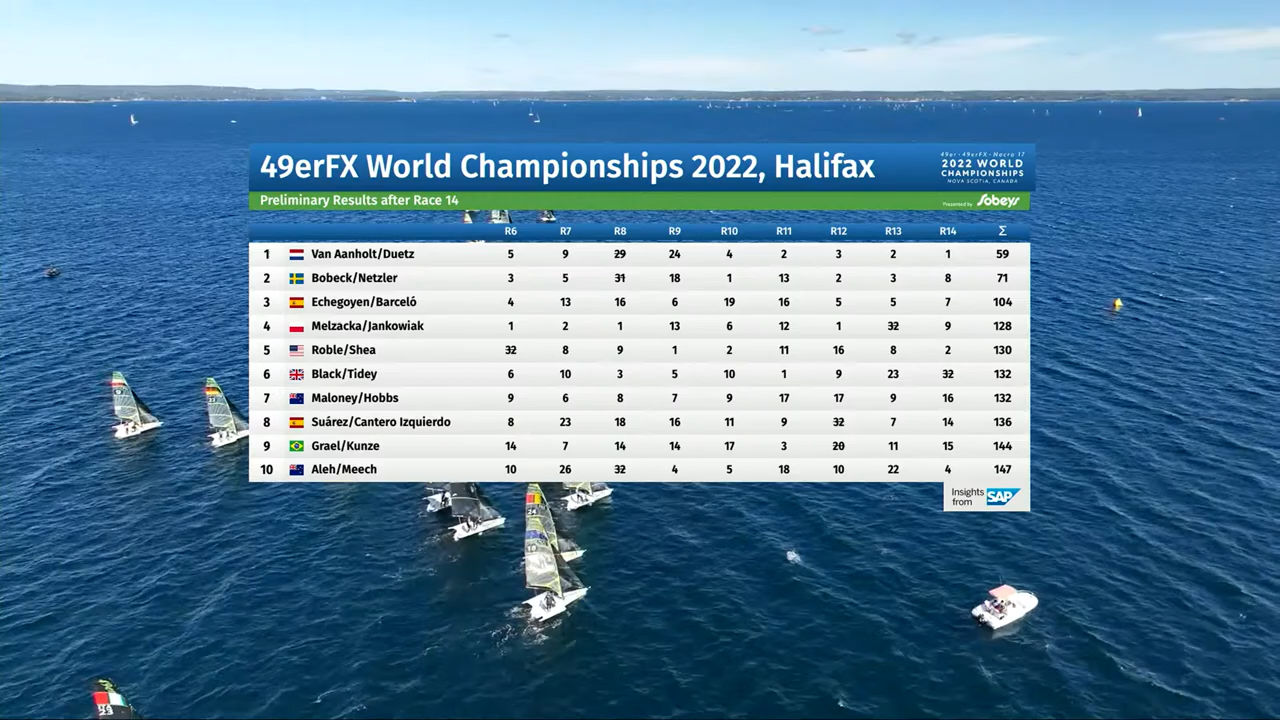 49erFX World Championships 2022, Halifax
49er • 49erFX • Nacra 17
2022 WORLD
CHAMPIONSHIPS
NOVA SCOTIA, CANADA
Preliminary Results after Race 14
Presented by Sobeys
R6 R7 R8 R9 R10 R11 R12 R13 R14 Σ
1 Van Aanholt/Duetz 5 9 29 24 4 2 3 2 1 59
2 Bobeck/Netzler 3 5 31 18 1 13 2 3 8 71
3 Echegoyen/Barceló 4 13 16 6 19 16 5 5 7 104
4 Melzacka/Jankowiak 1 2 1 13 6 12 1 32 9 128
5 Roble/Shea 32 8 9 1 2 11 16 8 2 130
6 Black/Tidey 6 10 3 5 10 1 9 23 32 132
7 Maloney/Hobbs 9 6 8 7 9 17 17 9 16 132
8 Suárez/Cantero Izquierdo 8 23 18 16 11 9 32 7 14 136
9 Grael/Kunze 14 7 14 14 17 3 20 11 15 144
10 Aleh/Meech 10 26 32 4 5 18 10 22 4 147
Insights
from SAP